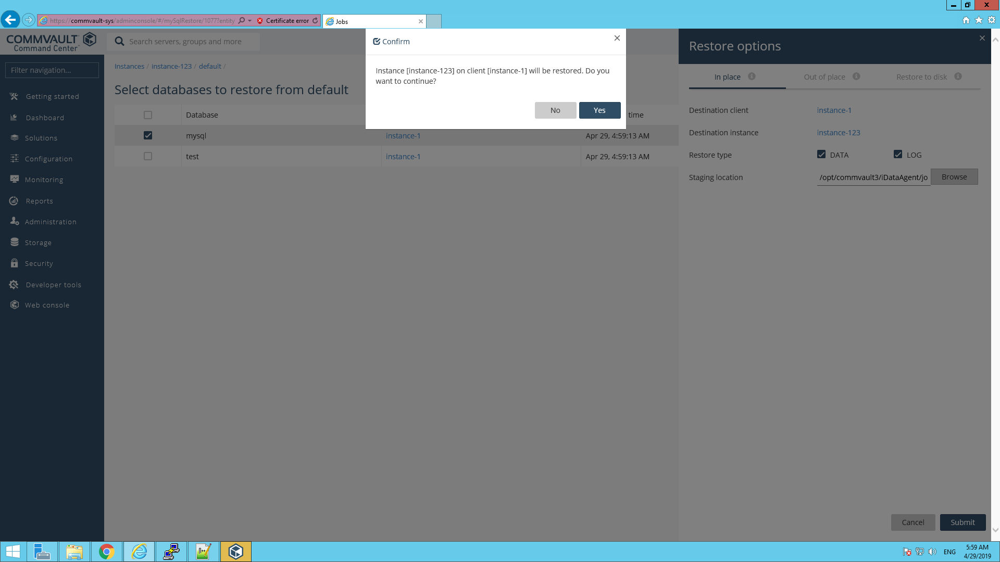 https://commvault-sys/adminconsole/#/mySqlRestore/1077?entity
Certificate error
Jobs
COMMVAULT
Command Center
Search servers, groups and more
Filter navigation...
Getting started
Dashboard
Solutions
Configuration
Monitoring
Reports
Administration
Storage
Security
Developer tools
Web console
Instances / instance-123 / default /
Select databases to restore from default
Database
time
mysql
instance-1
Apr 29, 4:59:13 AM
test
instance-1
Apr 29, 4:59:13 AM
Confirm
Instance [instance-123] on client [instance-1] will be restored. Do you
want to continue?
No
Yes
Restore options
In place
Out of place
Restore to disk
Destination client
instance-1
Destination instance
instance-123
Restore type
DATA
LOG
Staging location
/opt/commvault3/iDataAgent/jo
Browse
Cancel
Submit
ENG
5:59 AM
4/29/2019